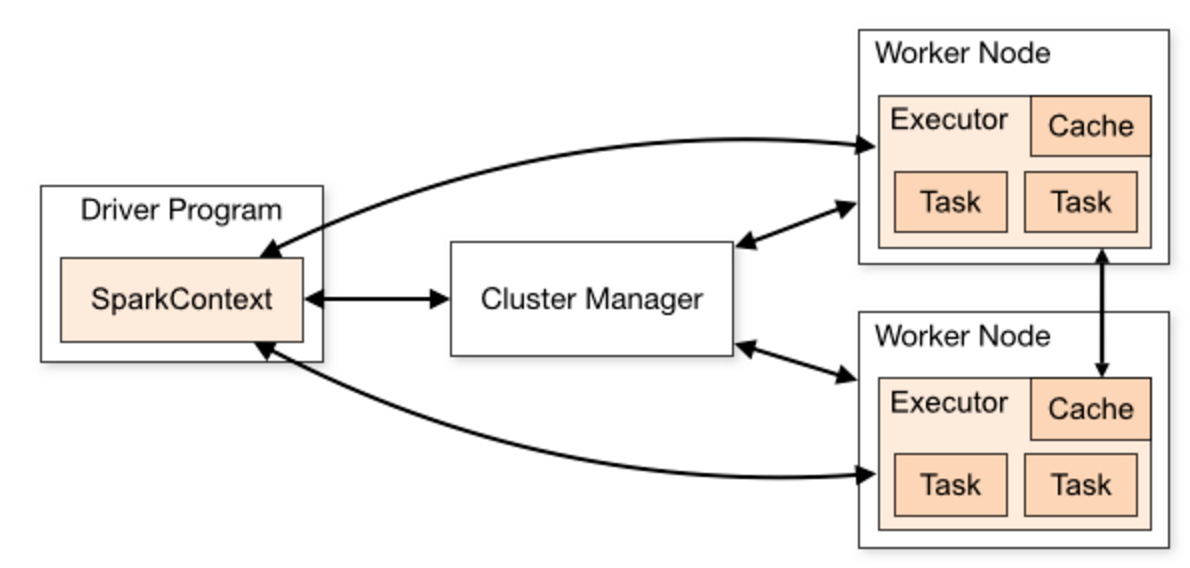 Driver Program
SparkContext
Cluster Manager
Worker Node
Executor
Cache
Task
Task
Worker Node
Executor
Cache
Task
Task